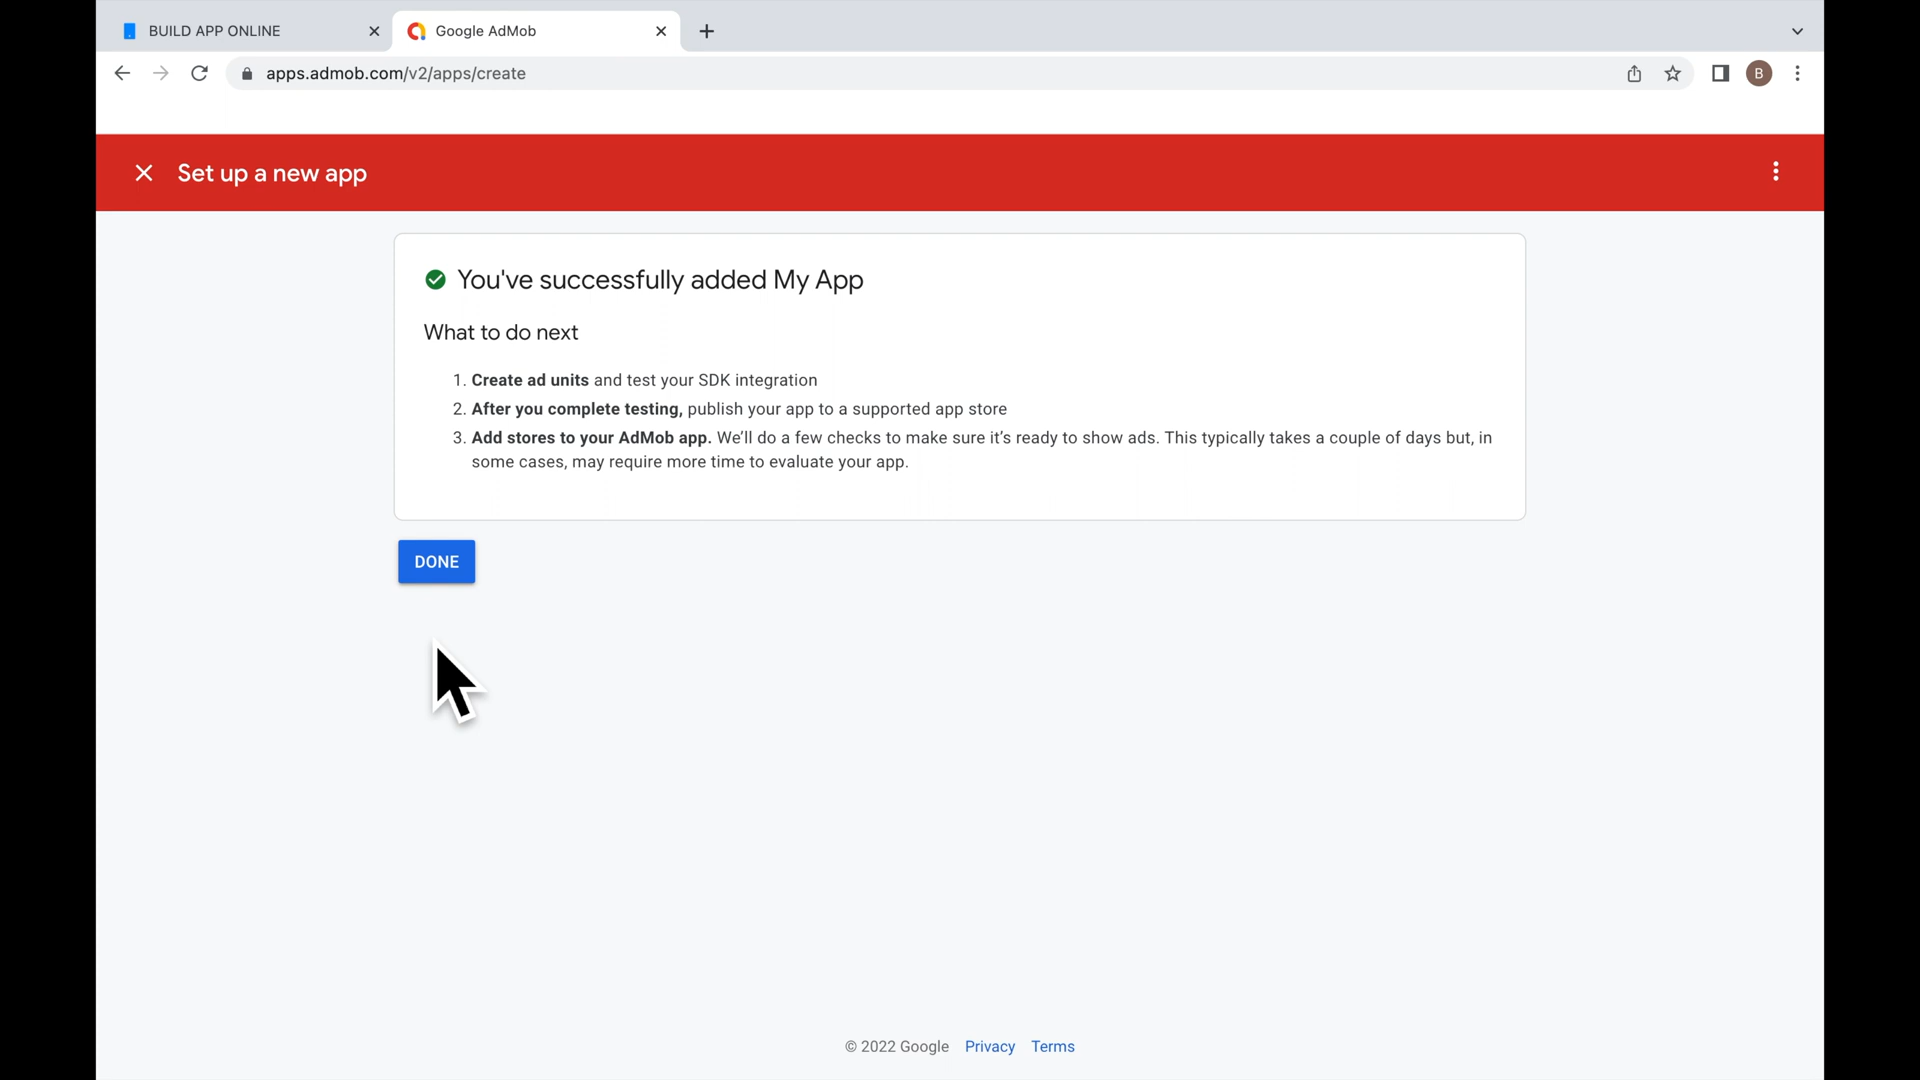 BUILD APP ONLINE
Google AdMob
apps.admob.com/v2/apps/create
B
Set up a new app
You've successfully added My App
What to do next
1. Create ad units and test your SDK integration
2. After you complete testing, publish your app to a supported app store
3. Add stores to your AdMob app. We’ll do a few checks to make sure it’s ready to show ads. This typically takes a couple of days but, in
some cases, may require more time to evaluate your app.
DONE
© 2022 Google Privacy Terms